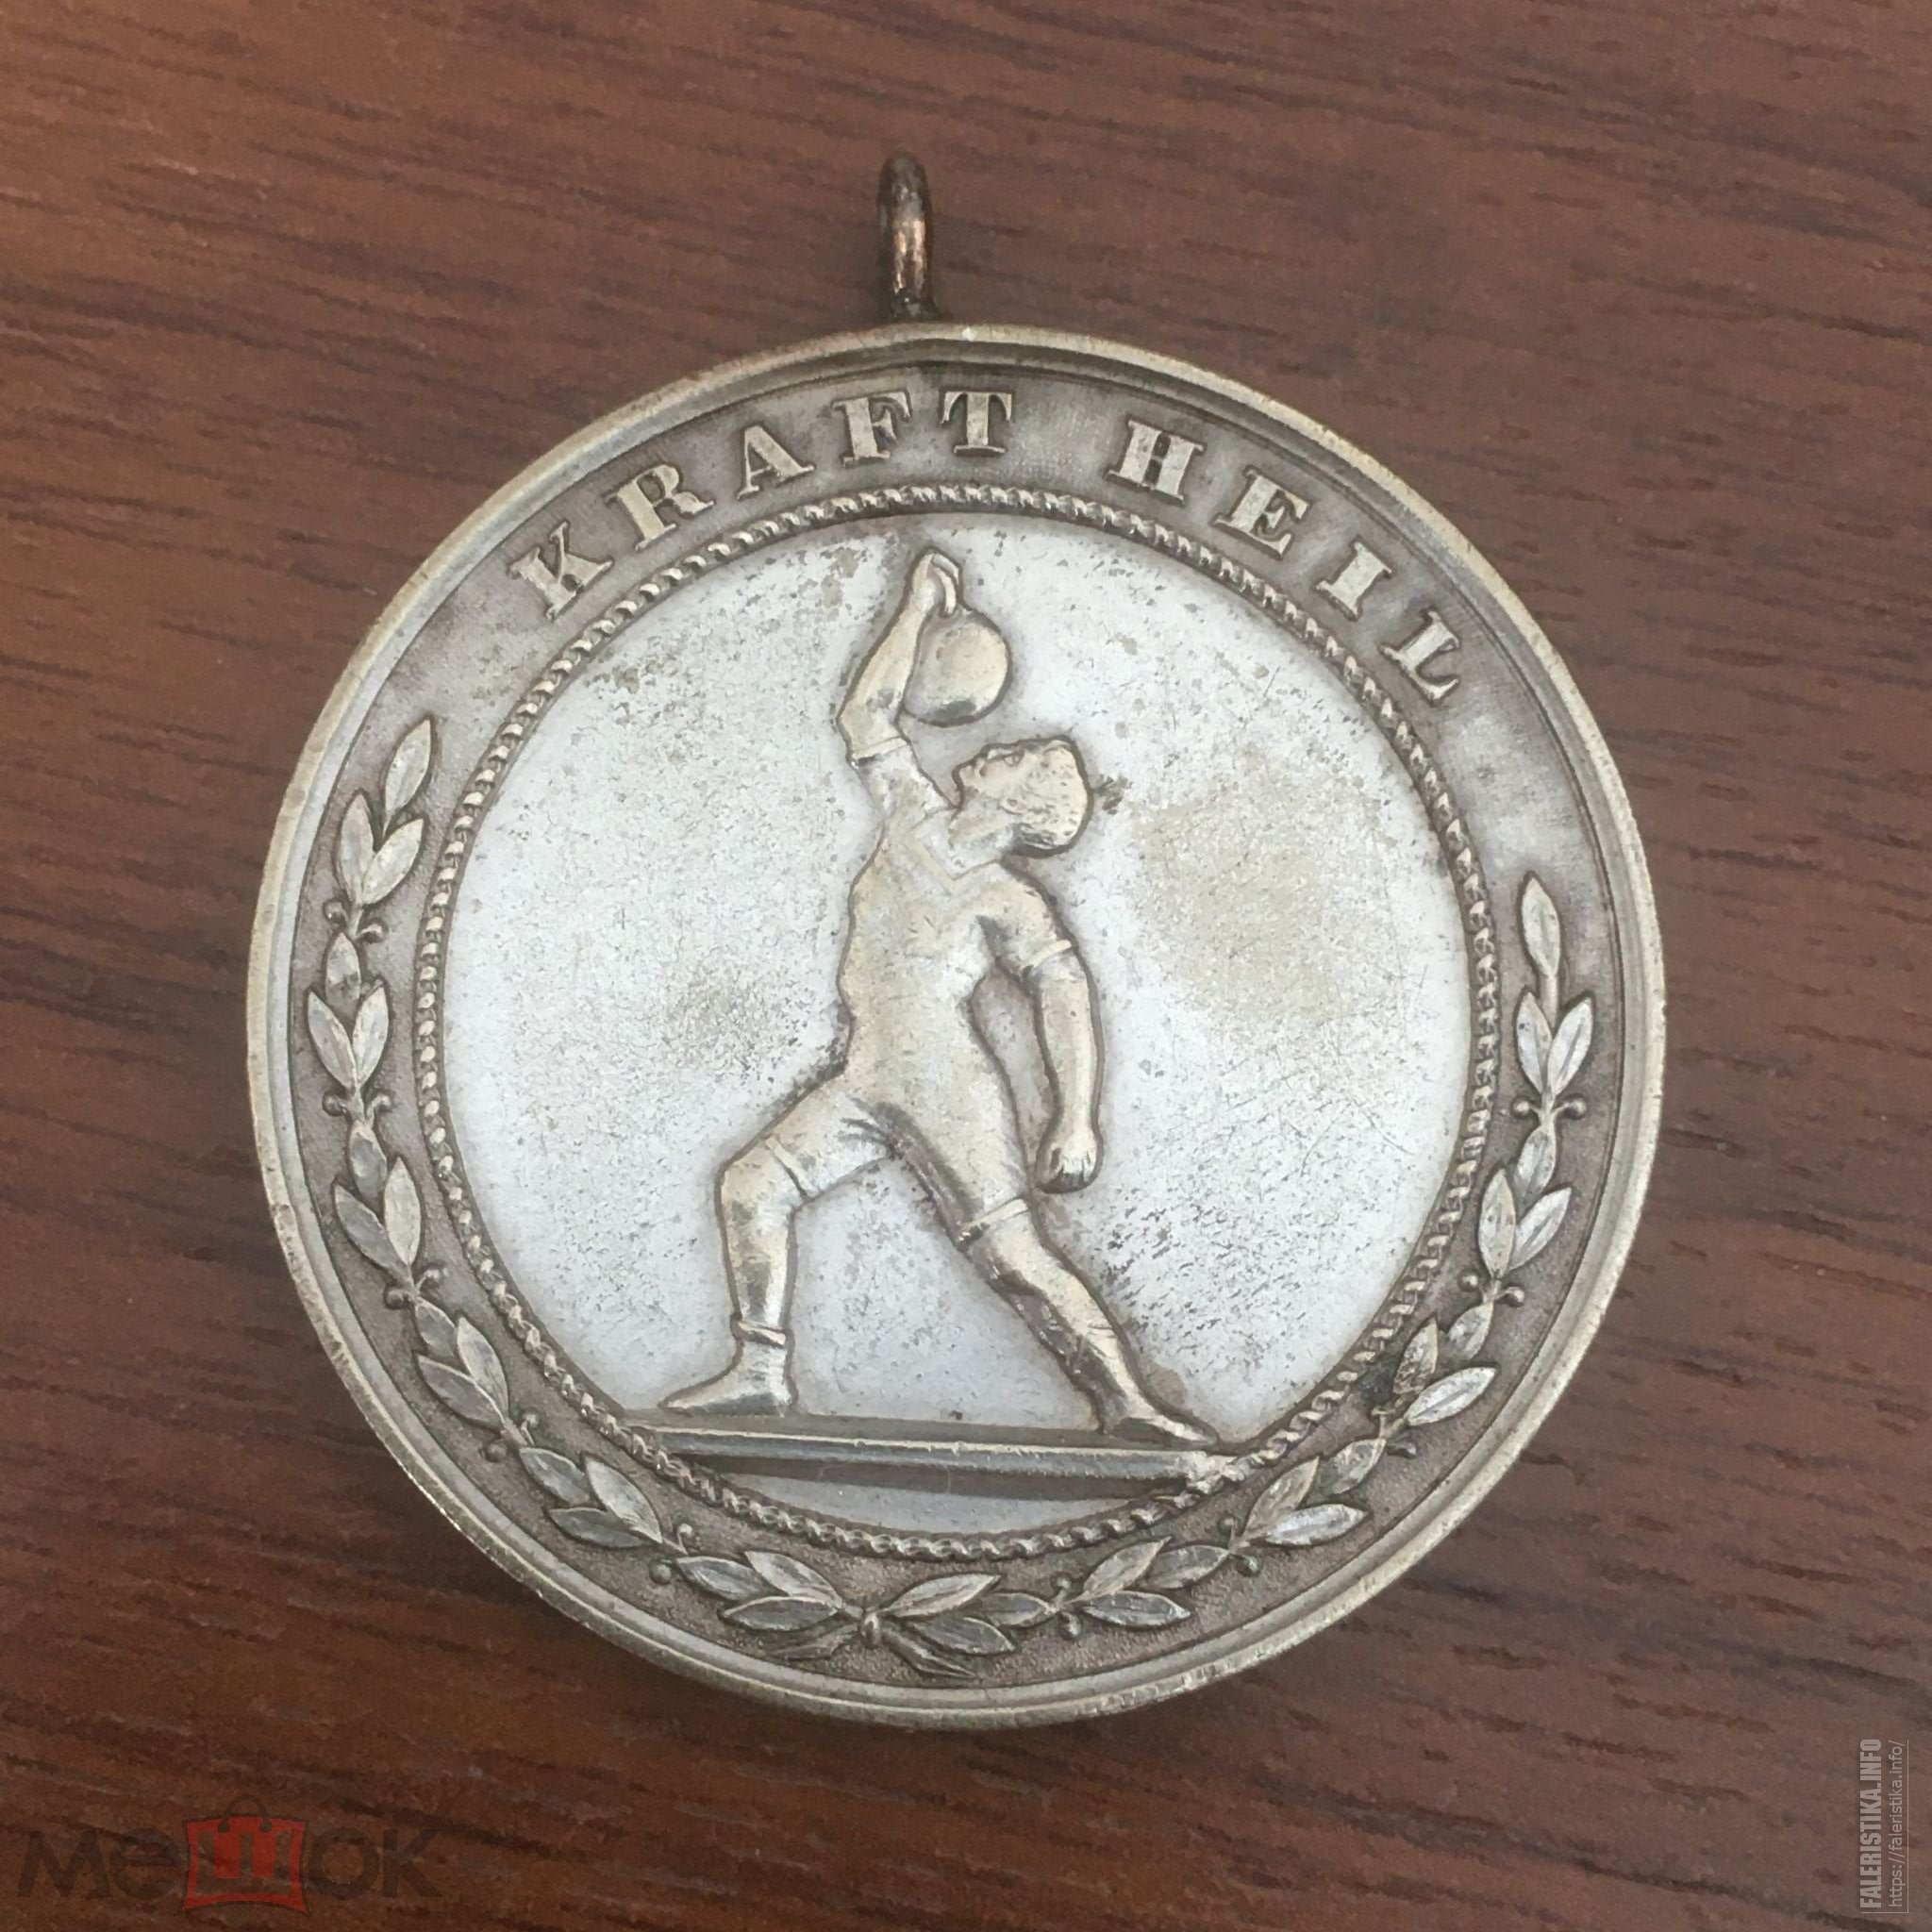 KRAFT HEIL
мешок
FALERISTIKA.INFO
https://faleristika.info/